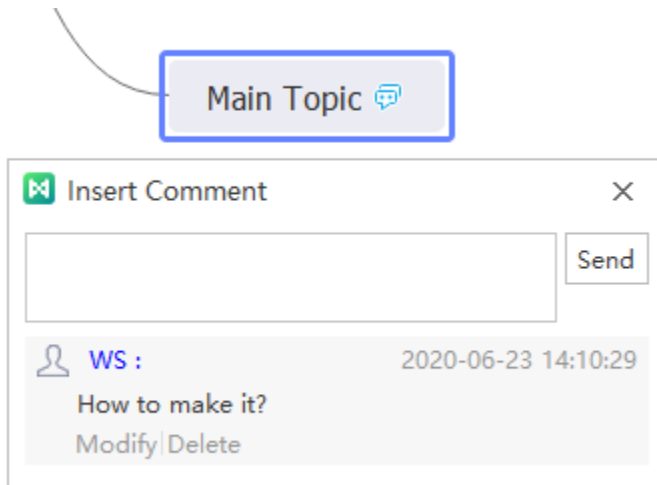 Main Topic
Insert Comment
Send
WS : 2020-06-23 14:10:29
How to make it?
Modify|Delete